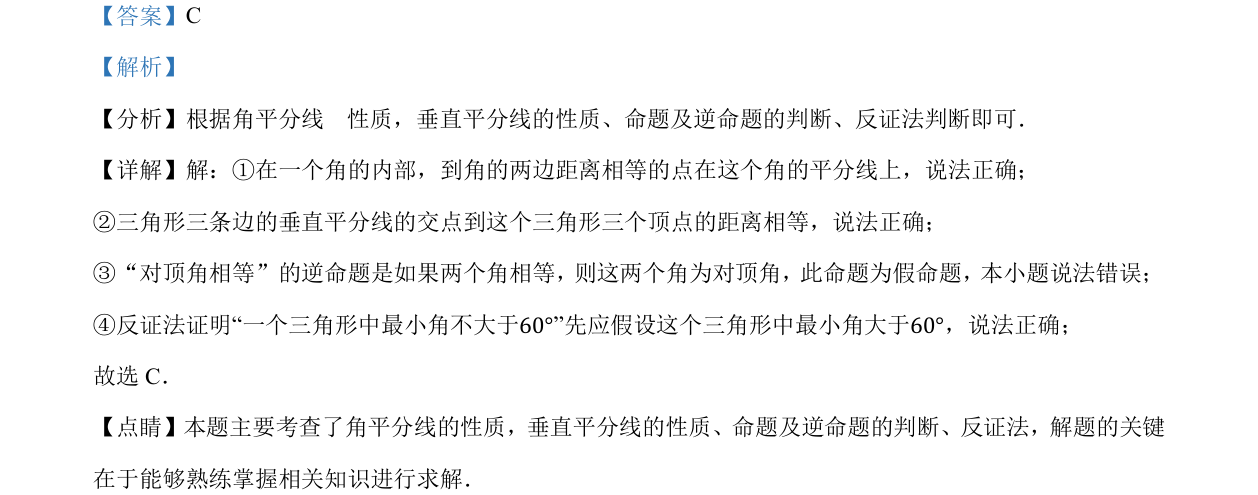 【答案】C
【解析】
【分析】根据角平分线 性质，垂直平分线的性质、命题及逆命题的判断、反证法判断即可．
【详解】解：①在一个角的内部，到角的两边距离相等的点在这个角的平分线上，说法正确；
②三角形三条边的垂直平分线的交点到这个三角形三个顶点的距离相等，说法正确；
③“对顶角相等”的逆命题是如果两个角相等，则这两个角为对顶角，此命题为假命题，本小题说法错误；
④反证法证明“一个三角形中最小角不大于60°”先应假设这个三角形中最小角大于60°，说法正确；
故选 C．
【点睛】本题主要考查了角平分线的性质，垂直平分线的性质、命题及逆命题的判断、反证法，解题的关键
在于能够熟练掌握相关知识进行求解．